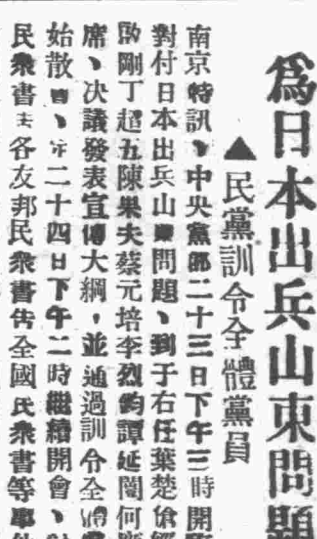 爲日本出兵山東問題
▲民黨訓令全體黨員
南京特訊、中央黨部二十三日下午三時開
對付日本出兵山東問題、到于右任葉楚傖
剛丁超五陳果夫蔡元培李烈鈞譚延闓何應
席、决議發表宣傳大綱，並通過訓令全體
始散會、二十四日下午二時繼續開會、
民衆書 各友邦民衆書告全國民衆書等